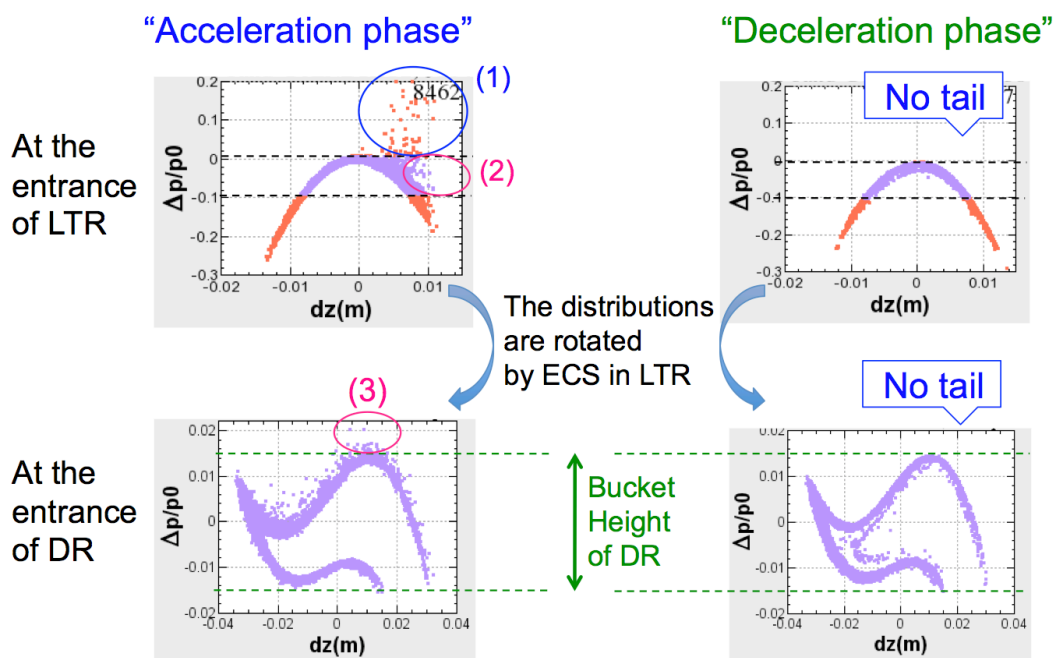 “Acceleration phase”
“Deceleration phase”
At the
entrance
of LTR
0.2
0.1
0
-0.1
-0.2
-0.3
Δp/p0
8462
(1)
(2)
-0.02
-0.01
0
0.01
dz(m)
No tail
7
0.2
0.1
0
-0.1
-0.2
-0.3
Δp/p0
-0.02
-0.01
0
0.01
dz(m)
The distributions
are rotated
by ECS in LTR
At the
entrance
of DR
(3)
0.02
0.01
0
-0.01
-0.02
Δp/p0
-0.04
-0.02
0
0.02
0.04
dz(m)
Bucket
Height
of DR
No tail
0.02
0.01
0
-0.01
-0.02
Δp/p0
-0.04
-0.02
0
0.02
0.04
dz(m)